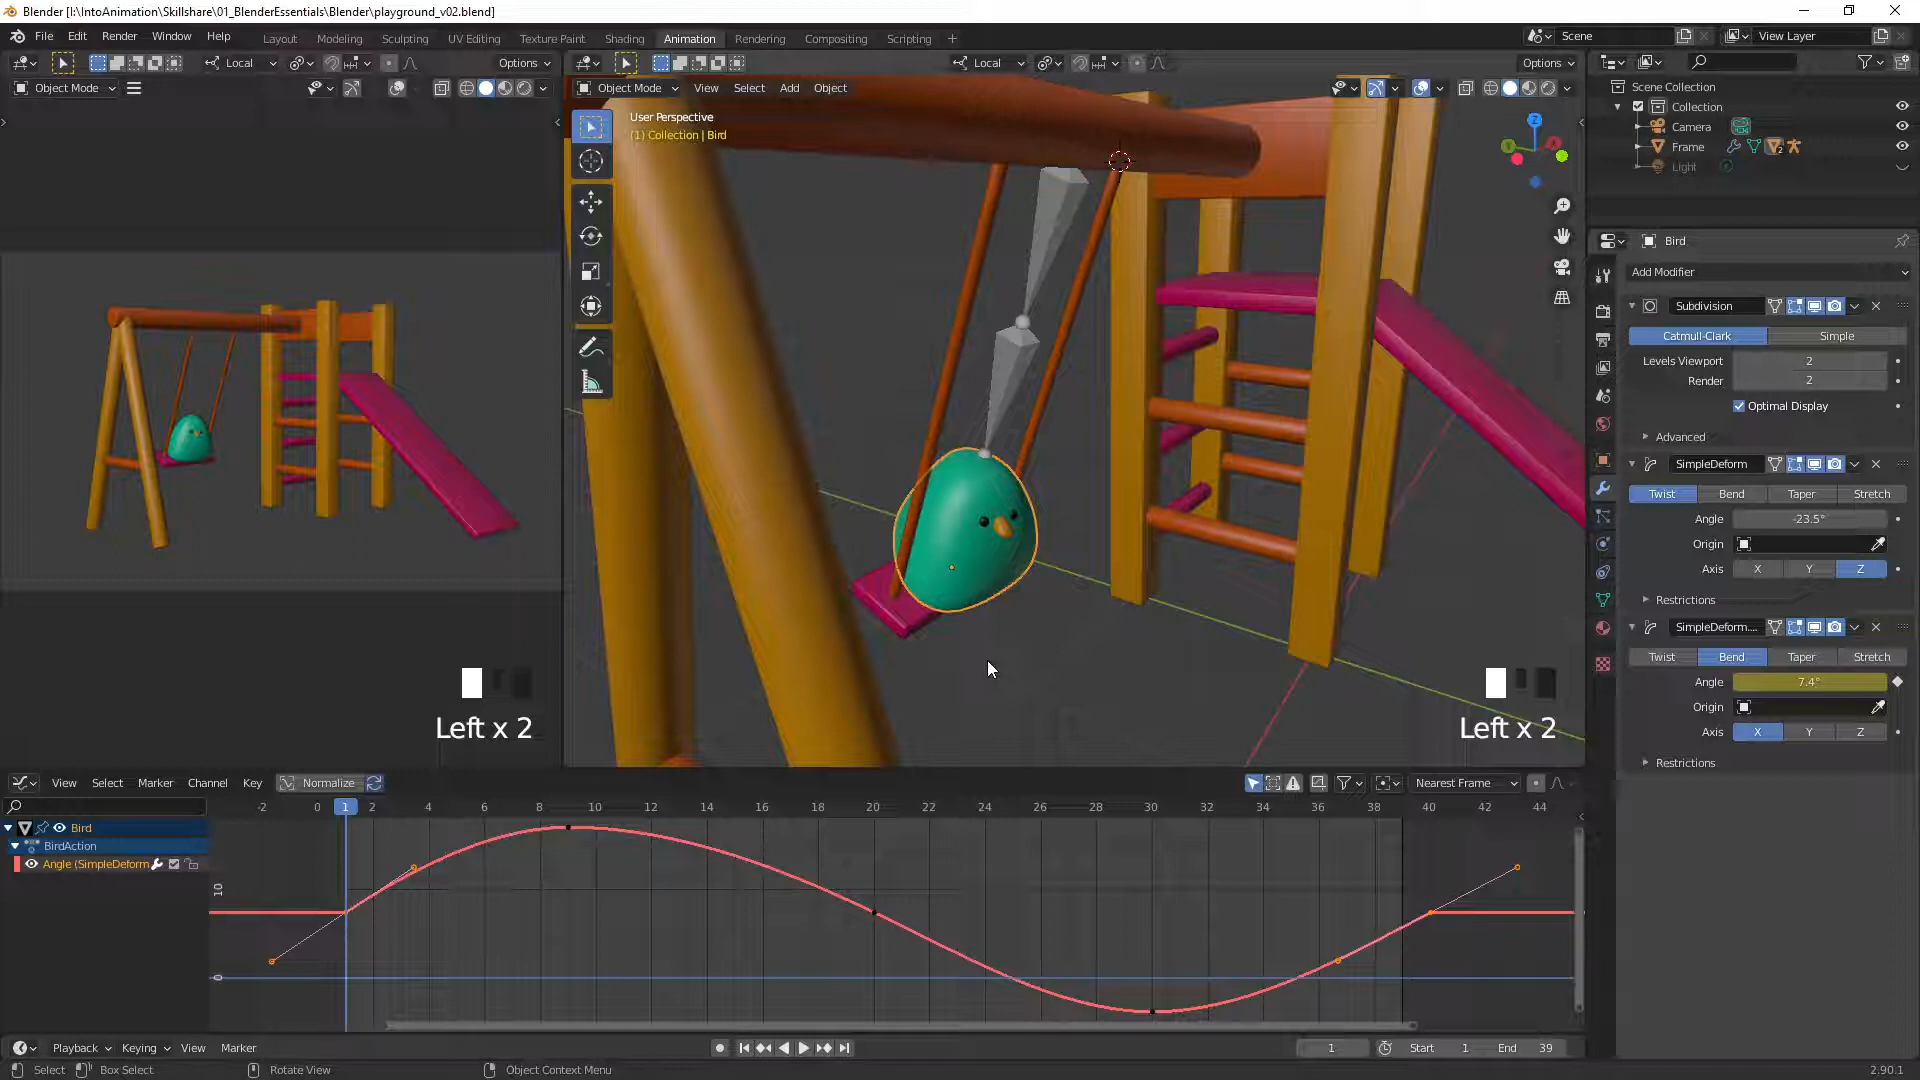 Blender [I:\IntoAnimation\Skillshare\01_BlenderEssentials\Blender\playground_v02.blend]
File Edit Render Window Help Layout Modeling Sculpting UV Editing Texture Paint Shading Animation Rendering Compositing Scripting + Scene View Layer
Local Options Local Options
Object Mode Object Mode View Select Add Object
User Perspective
(1) Collection | Bird
Scene Collection
Collection
Camera
Frame 2
Light
Z
Y
Bird
Add Modifier
Subdivision
Catmull-Clark Simple
Levels Viewport 2
Render 2
Optimal Display
Advanced
SimpleDeform
Twist Bend Taper Stretch
Angle -23.5°
Origin
Axis X Y Z
Restrictions
SimpleDeform....
Twist Bend Taper Stretch
Angle 7.4°
Origin
Axis X Y Z
Restrictions
Left x 2 Left x 2
View Select Marker Channel Key Normalize Nearest Frame
-2 0 1 2 4 6 8 10 12 14 16 18 20 22 24 26 28 30 32 34 36 38 40 42 44
Bird
BirdAction
Angle (SimpleDeform
10
0
Playback Keying View Marker 1 Start 1 End 39
Select Box Select Rotate View Object Context Menu 2.90.1